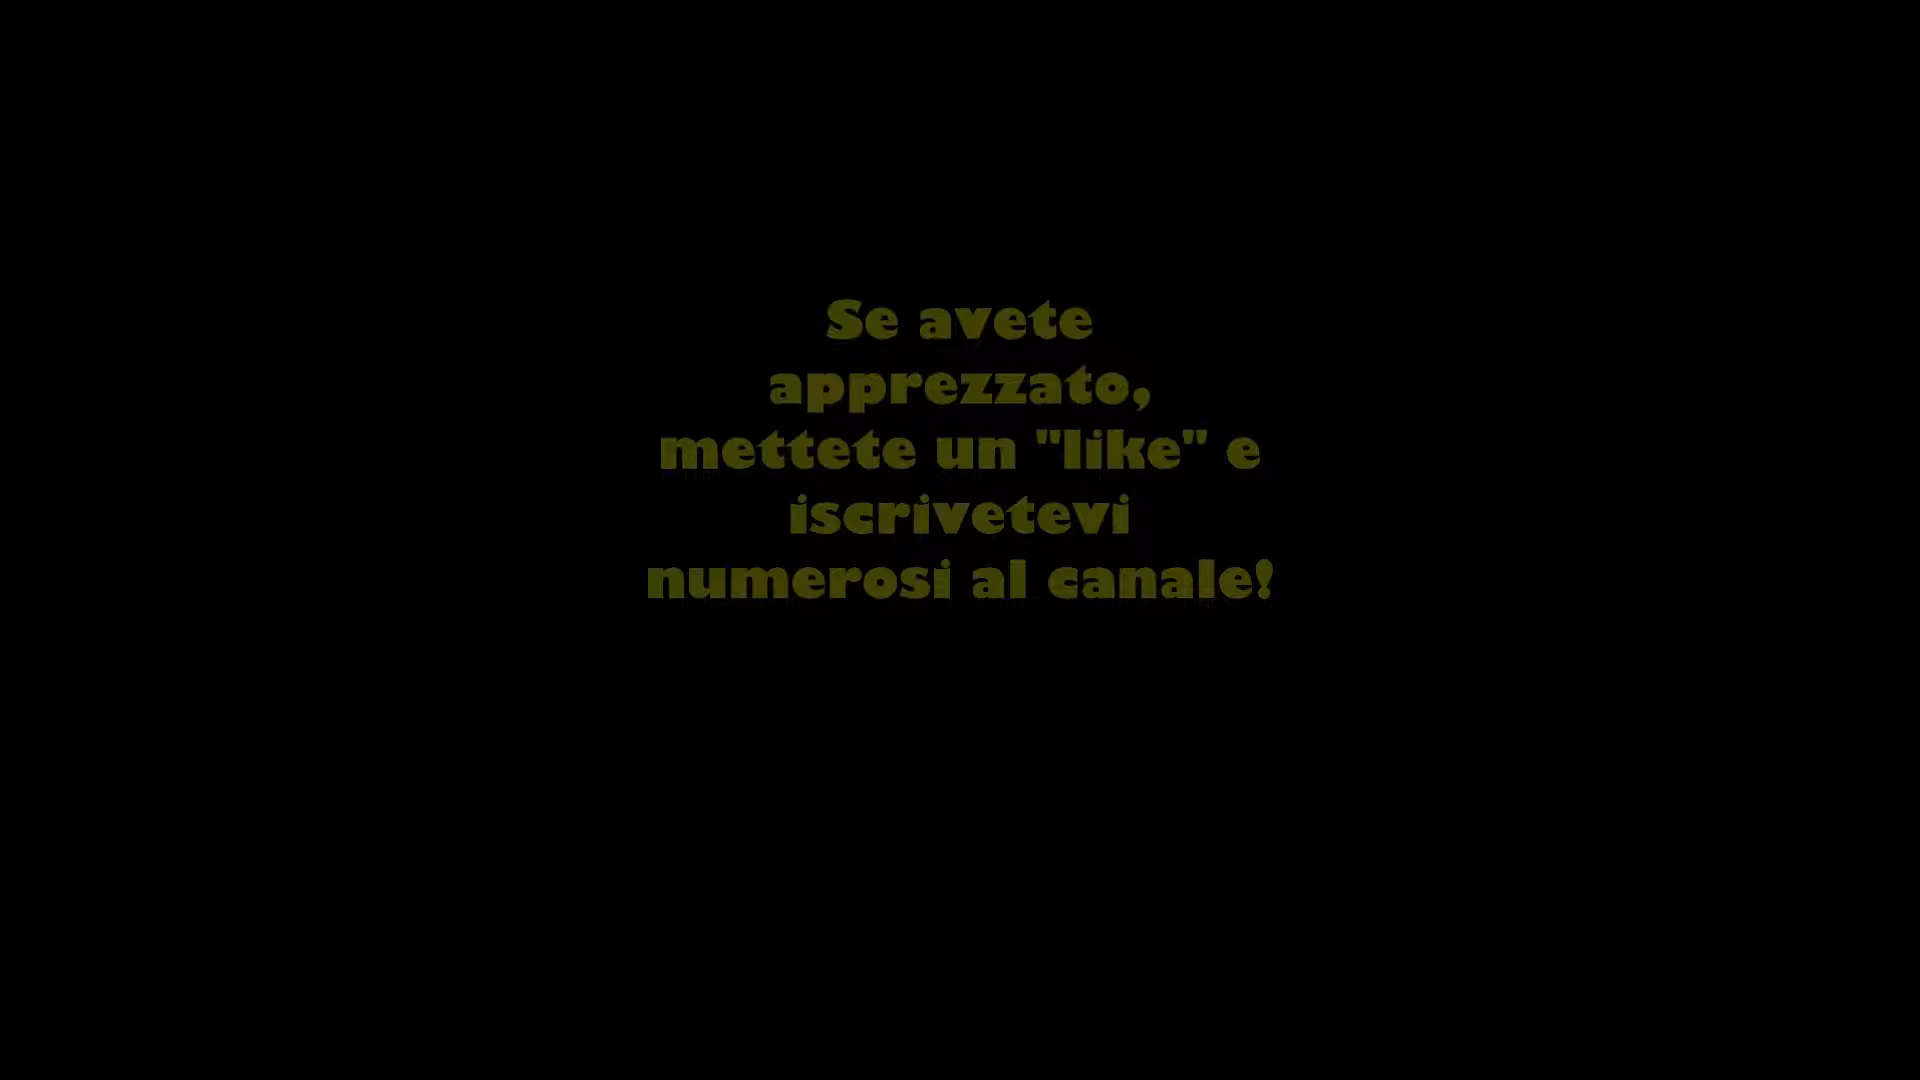 Se avete
apprezzato,
mettete un "like" e
iscrivetevi
numerosi al canale!